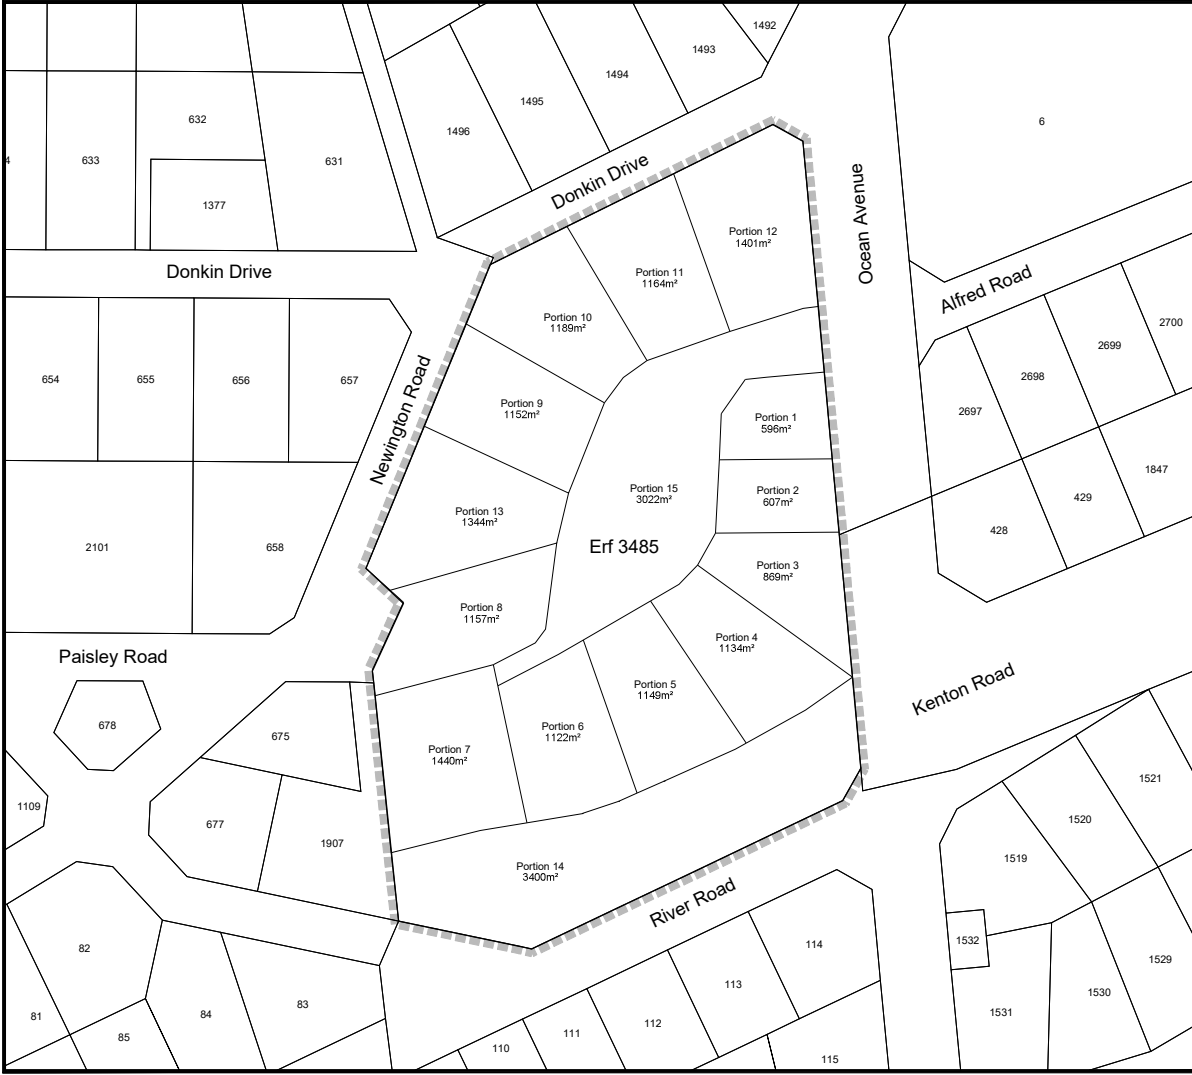 1492
1493
1494
1495
1496
6
632
633
4
631
1377
Donkin Drive
Donkin Drive
Ocean Avenue
Alfred Road
Newington Road
654
655
656
657
2101
658
2697
2698
2699
2700
428
429
1847
Portion 12
1401m²
Portion 11
1164m²
Portion 10
1189m²
Portion 9
1152m²
Portion 1
596m²
Portion 2
607m²
Portion 15
3022m²
Portion 13
1344m²
Erf 3485
Portion 3
869m²
Portion 8
1157m²
Portion 4
1134m²
Portion 5
1149m²
Portion 6
1122m²
Portion 7
1440m²
Portion 14
3400m²
Paisley Road
Kenton Road
River Road
678
675
1109
677
1907
82
81
85
84
83
110
111
112
113
114
115
1519
1520
1521
1532
1531
1530
1529